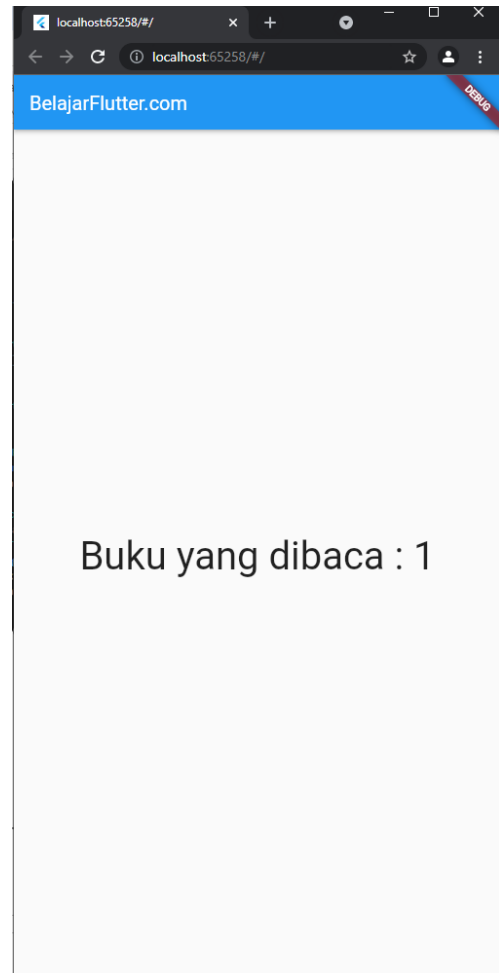 localhost:65258/#/
localhost:65258/#/
BelajarFlutter.com
DEBUG
Buku yang dibaca : 1